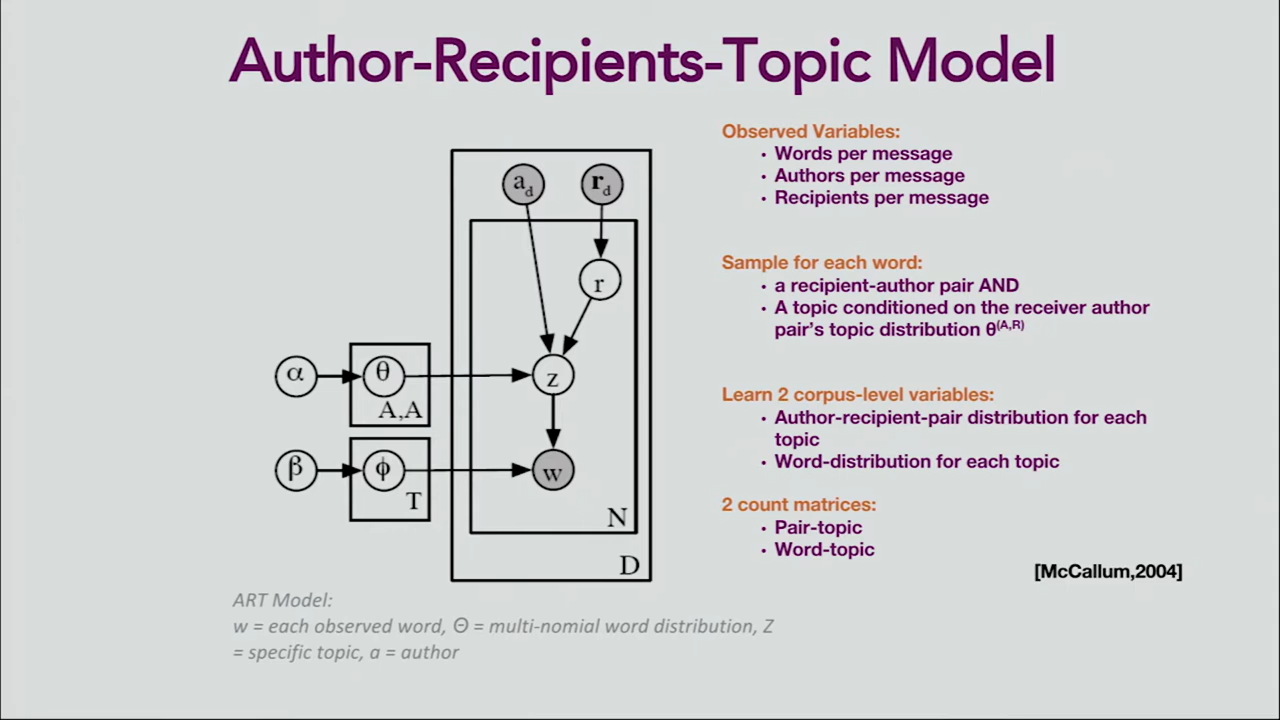 Author-Recipients-Topic Model
a_d
r_d
r
α
θ
z
A,A
β
ϕ
w
T
N
D
Observed Variables:
• Words per message
• Authors per message
• Recipients per message
Sample for each word:
• a recipient-author pair AND
• A topic conditioned on the receiver author
pair's topic distribution θ(A,R)
Learn 2 corpus-level variables:
• Author-recipient-pair distribution for each
topic
• Word-distribution for each topic
2 count matrices:
• Pair-topic
• Word-topic
[McCallum,2004]
ART Model:
w = each observed word, Θ = multi-nomial word distribution, Z
= specific topic, a = author